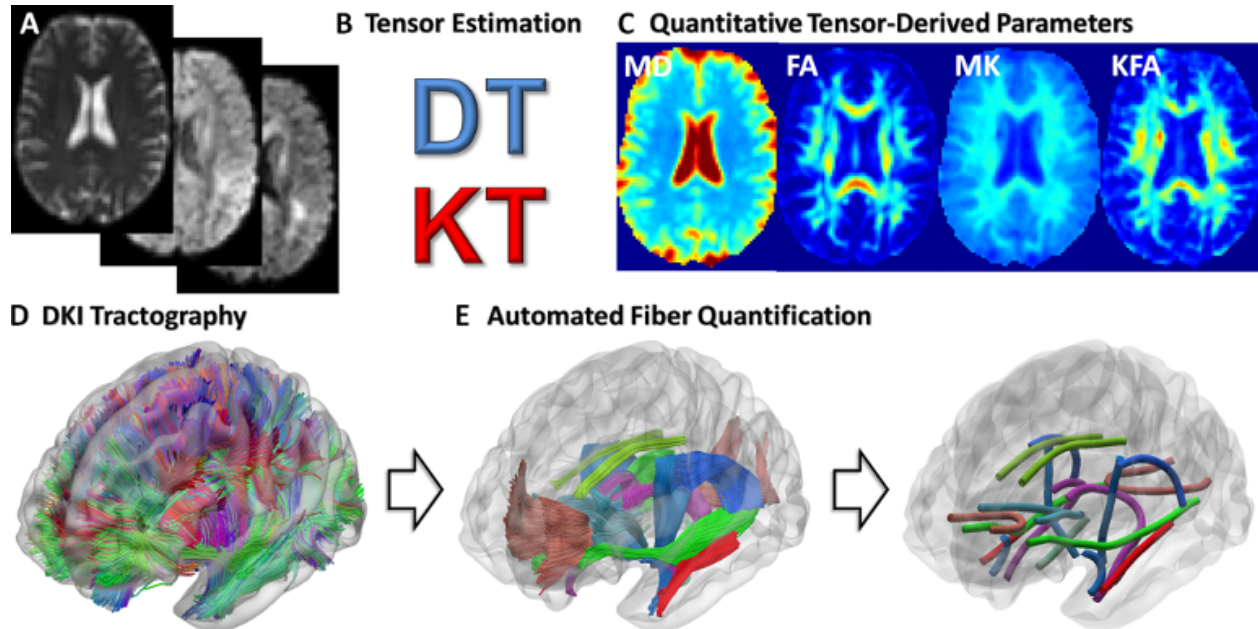 A
B Tensor Estimation
DT
KT
C Quantitative Tensor-Derived Parameters
MD FA MK KFA
D DKI Tractography
E Automated Fiber Quantification